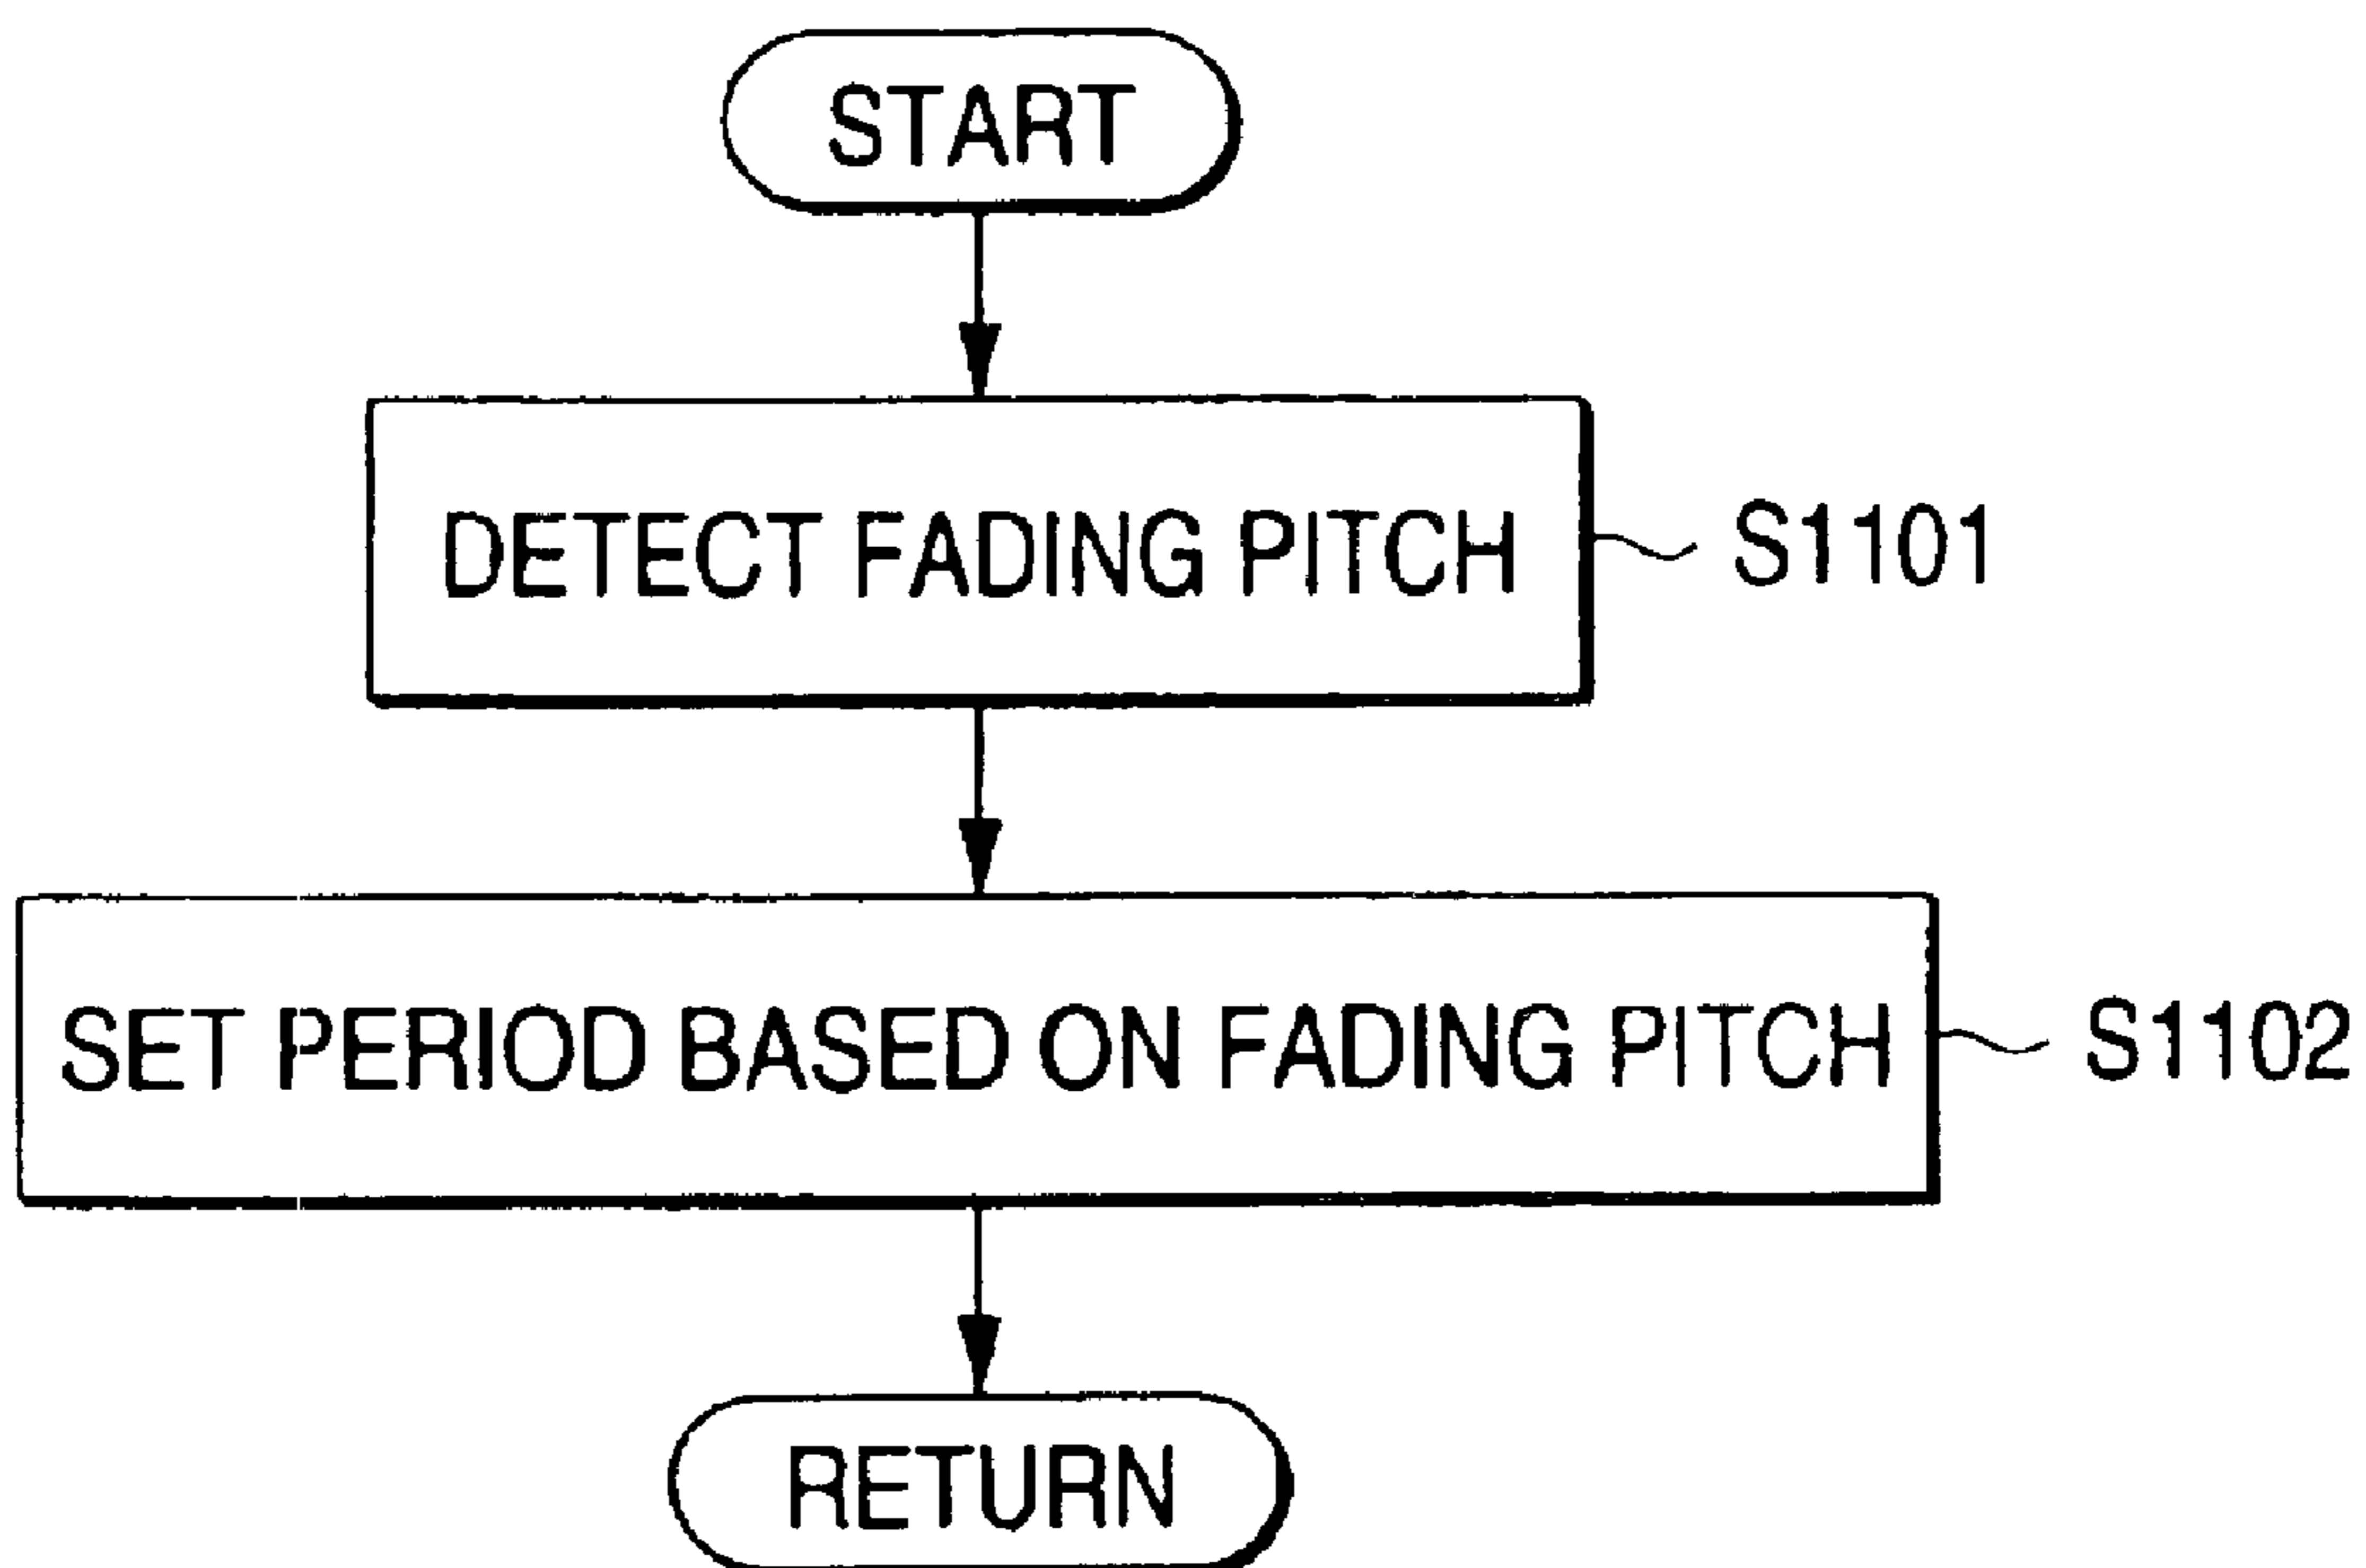 START
DETECT FADING PITCH
S1101
SET PERIOD BASED ON FADING PITCH
S1102
RETURN